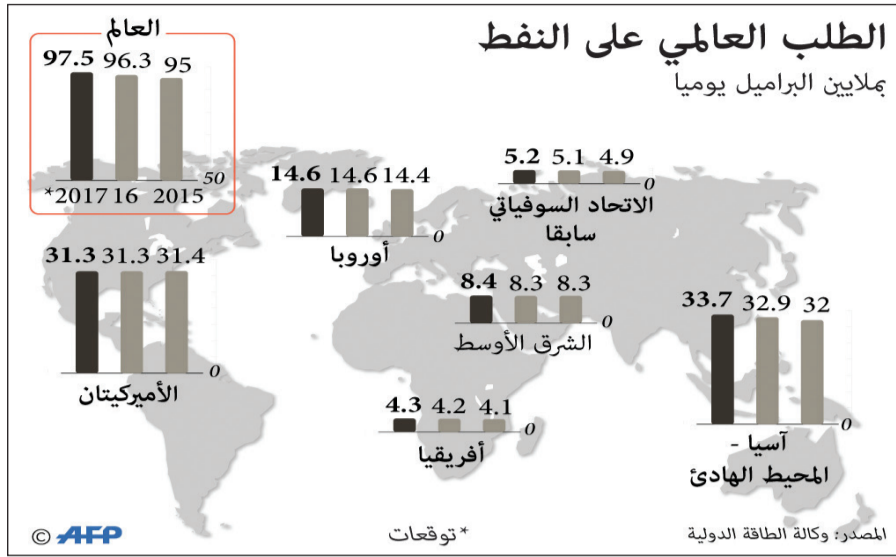 الطلب العالمي على النفط
بملايين البراميل يوميا
العالم
97.5 96.3 95
50
*2017 16 2015
5.2 5.1 4.9
0
الاتحاد السوفياتي
سابقا
14.6 14.6 14.4
0
أوروبا
31.3 31.3 31.4
0
الأميركيتان
8.4 8.3 8.3
0
الشرق الأوسط
33.7 32.9 32
0
آسيا -
المحيط الهادئ
4.3 4.2 4.1
0
أفريقيا
المصدر: وكالة الطاقة الدولية
*توقعات
© AFP